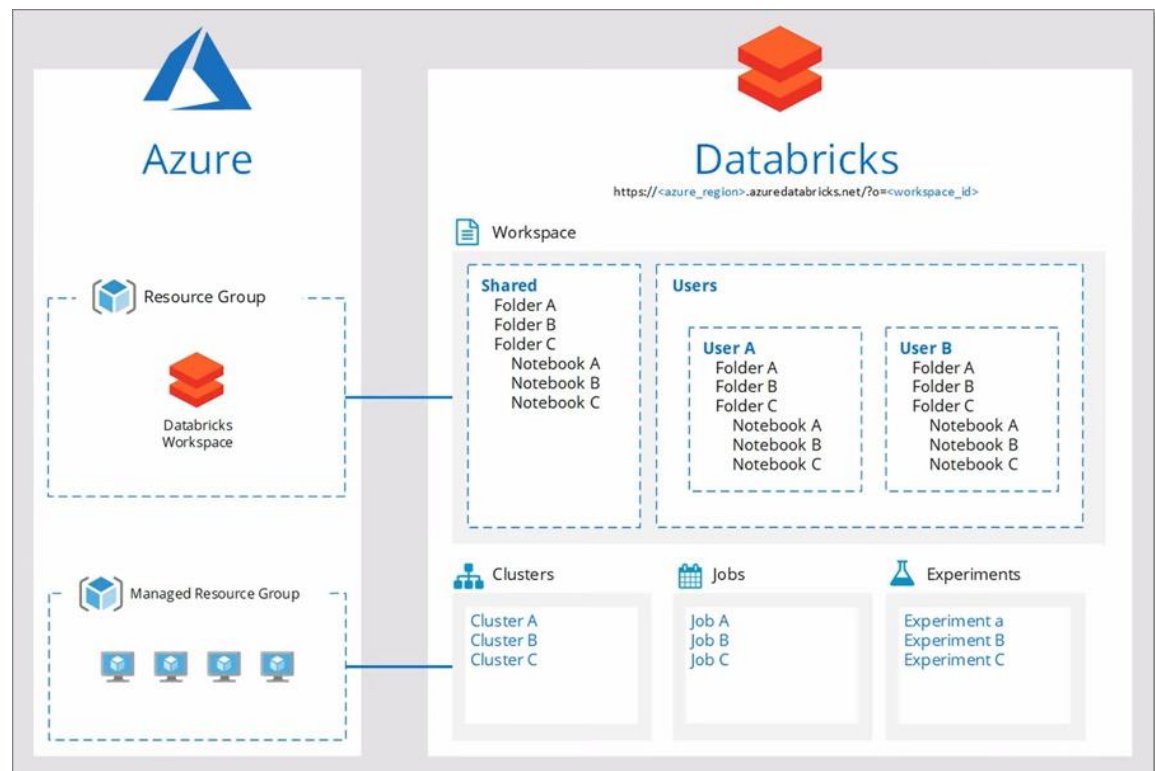 Azure
Resource Group
Databricks
Workspace
Managed Resource Group
Databricks
https://<azure_region>.azuredatabricks.net/?o=<workspace_id>
Workspace
Shared
Folder A
Folder B
Folder C
Notebook A
Notebook B
Notebook C
Users
User A
Folder A
Folder B
Folder C
Notebook A
Notebook B
Notebook C
User B
Folder A
Folder B
Folder C
Notebook A
Notebook B
Notebook C
Clusters
Cluster A
Cluster B
Cluster C
Jobs
Job A
Job B
Job C
Experiments
Experiment a
Experiment B
Experiment C